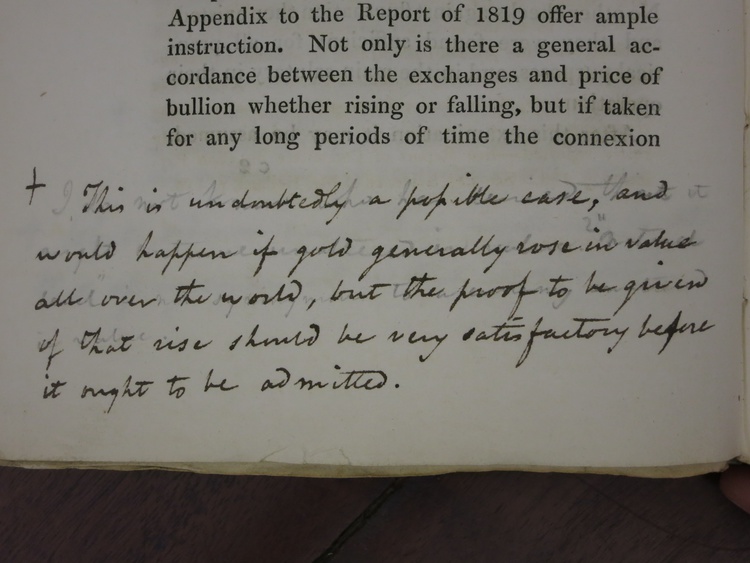 Appendix to the Report of 1819 offer ample
instruction. Not only is there a general ac-
cordance between the exchanges and price of
bullion whether rising or falling, but if taken
for any long periods of time the connexion
+ This is undoubtedly a poſsible case, and
would happen if gold generally rose in value
all over the world, but the proof to be given
of that rise should be very satisfactory before
it ought to be admitted.